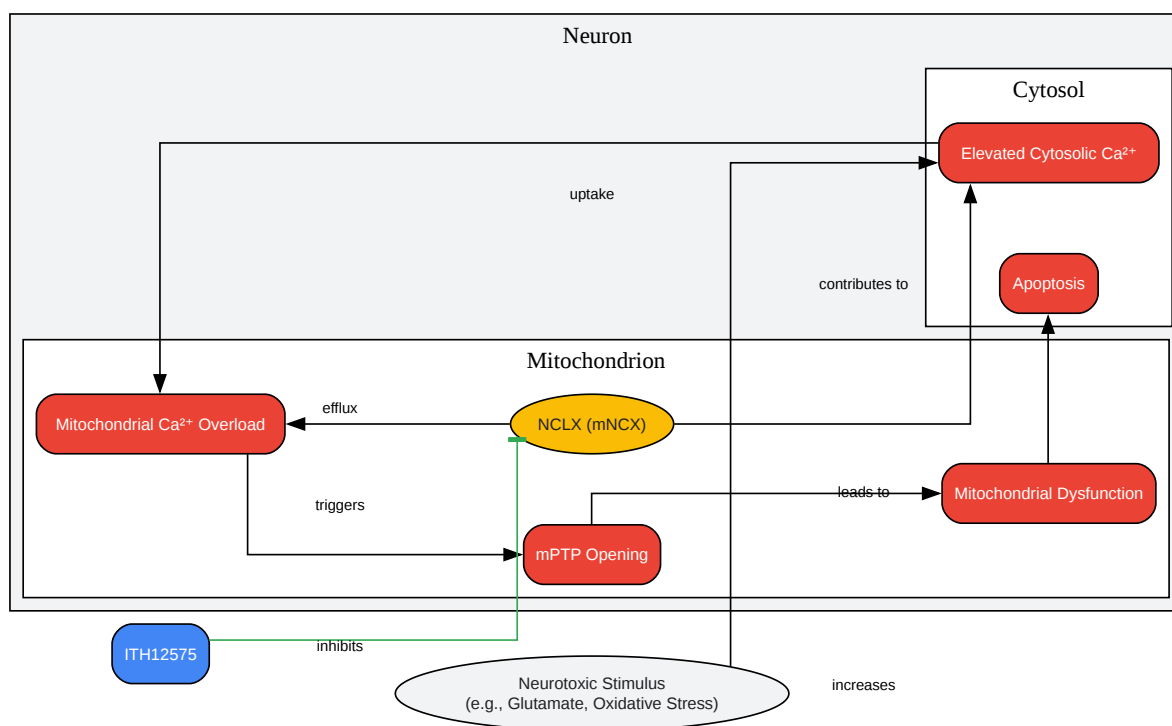 Neuron
Cytosol
Elevated Cytosolic Ca²⁺
uptake
Apoptosis
contributes to
Mitochondrion
Mitochondrial Ca²⁺ Overload
efflux
NCLX (mNCX)
triggers
leads to
Mitochondrial Dysfunction
mPTP Opening
ITH12575
inhibits
Neurotoxic Stimulus
(e.g., Glutamate, Oxidative Stress)
increases